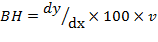 BH = dy/dx × 100 × v